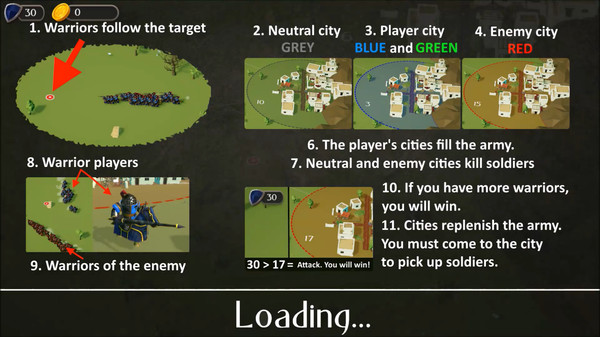 30 0
1. Warriors follow the target
2. Neutral city
GREY
3. Player city
BLUE and GREEN
4. Enemy city
RED
10
3
15
6. The player's cities fill the army.
7. Neutral and enemy cities kill soldiers
8. Warrior players
9. Warriors of the enemy
30
17
30 > 17 = Attack. You will win!
10. If you have more warriors,
you will win.
11. Cities replenish the army.
You must come to the city
to pick up soldiers.
Loading...